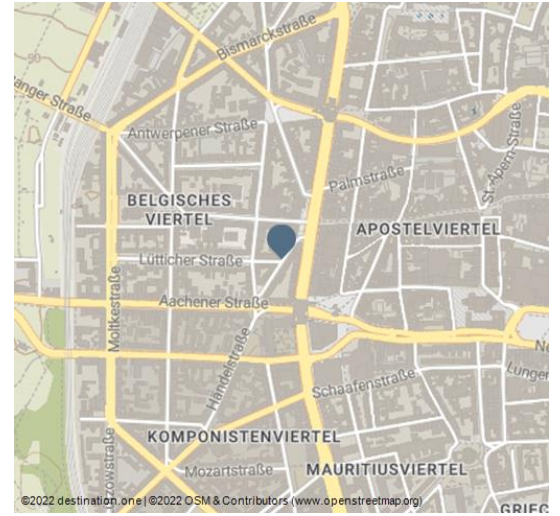 Bismarckstraße
anger Straße
Antwerpener Straße
St.-Apern-Straße
Palmstraße
BELGISCHES
VIERTEL
APOSTELVIERTEL
Lütticher Straße
Moltkestraße
Aachener Straße
Händelstraße
Schaafenstraße
Lunger
KOMPONISTENVIERTEL
Mozartstraße
MAURITIUSVIERTEL
GRIEC
©2022 destination.one | ©2022 OSM & Contributors (www.openstreetmap.org)